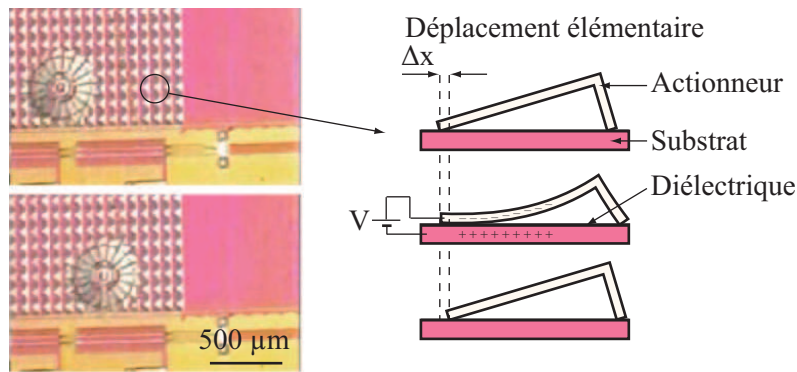 Déplacement élémentaire
Δx
Actionneur
Substrat
Diélectrique
V
- - - - - - - - -
+ + + + + + + + +
500 µm